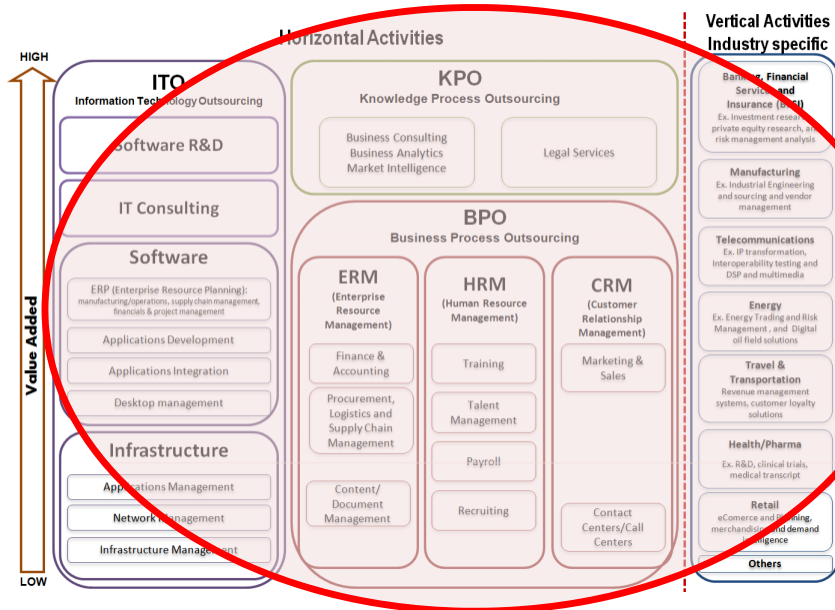 Horizontal Activities
Vertical Activities
Industry specific
HIGH
Value Added
LOW
ITO
Information Technology Outsourcing
Software R&D
IT Consulting
Software
ERP (Enterprise Resource Planning):
manufacturing/operations, supply chain management,
financials & project management
Applications Development
Applications Integration
Desktop management
Infrastructure
Applications Management
Network Management
Infrastructure Management
KPO
Knowledge Process Outsourcing
Business Consulting
Business Analytics
Market Intelligence
Legal Services
BPO
Business Process Outsourcing
ERM
(Enterprise
Resource
Management)
Finance &
Accounting
Procurement,
Logistics and
Supply Chain
Management
Content/
Document
Management
HRM
(Human Resource
Management)
Training
Talent
Management
Payroll
Recruiting
CRM
(Customer
Relationship
Management)
Marketing &
Sales
Contact
Centers/Call
Centers
Banking, Financial
Services and
Insurance (BFSI)
Ex. Investment research,
private equity research, and
risk management analysis
Manufacturing
Ex. Industrial Engineering
and sourcing and vendor
management
Telecommunications
Ex. IP transformation,
Interoperability testing and
DSP and multimedia
Energy
Ex. Energy Trading and Risk
Management , and Digital
oil field solutions
Travel &
Transportation
Revenue management
systems, customer loyalty
solutions
Health/Pharma
Ex. R&D, clinical trials,
medical transcript
Retail
eComerce and Planning,
merchandising and demand
intelligence
Others